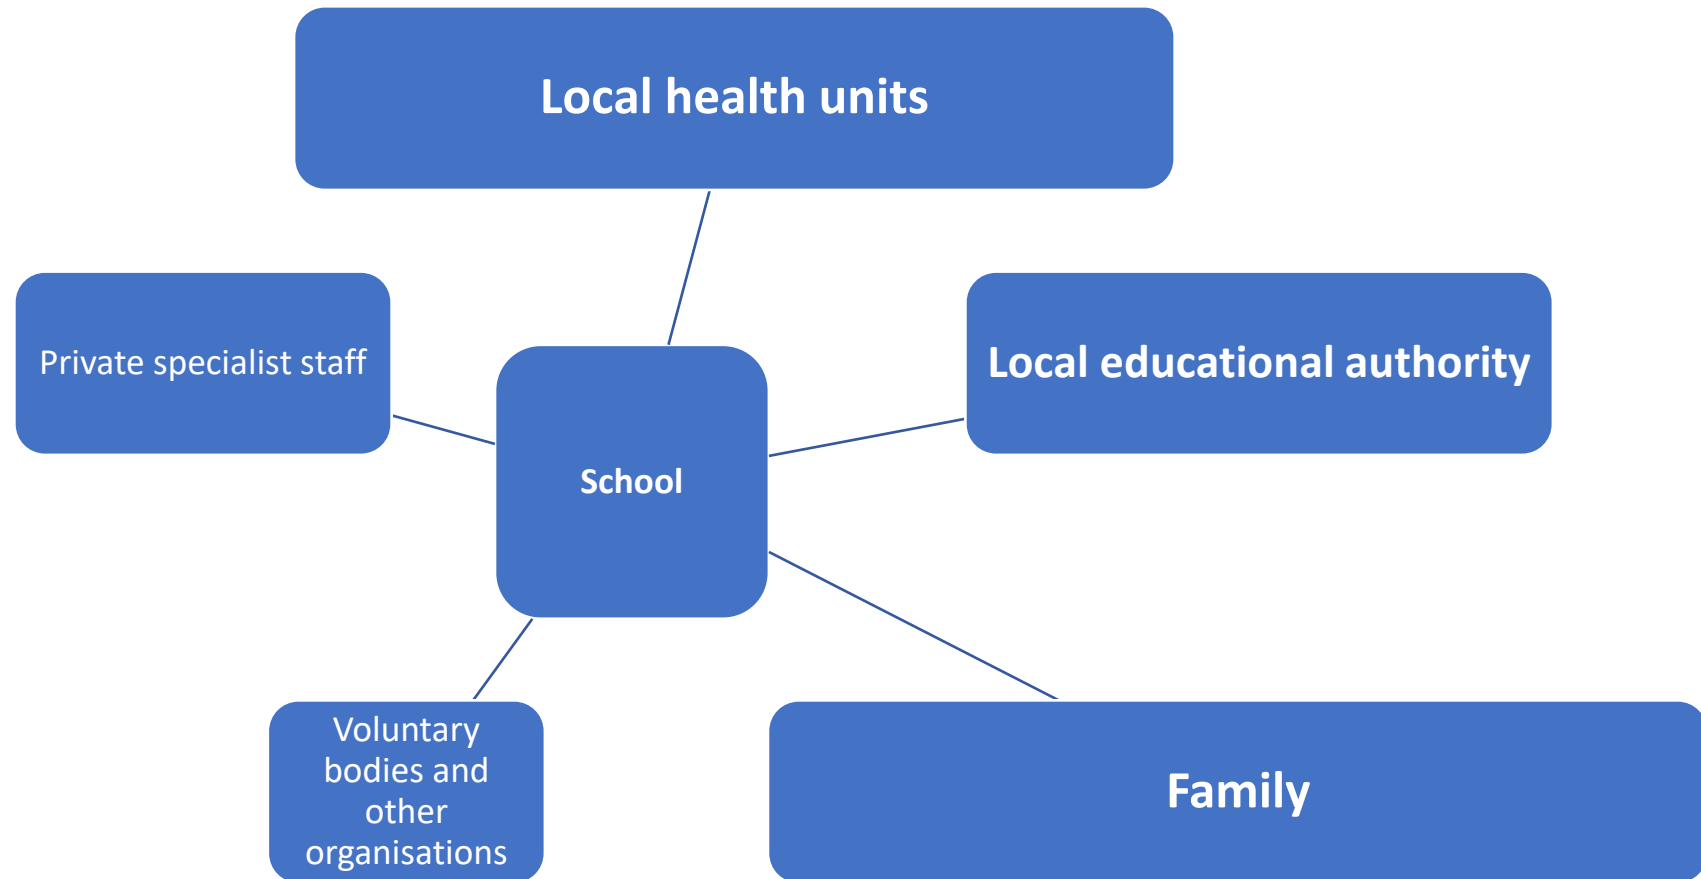 Local health units
Private specialist staff
Local educational authority
School
Voluntary
bodies and
other
organisations
Family